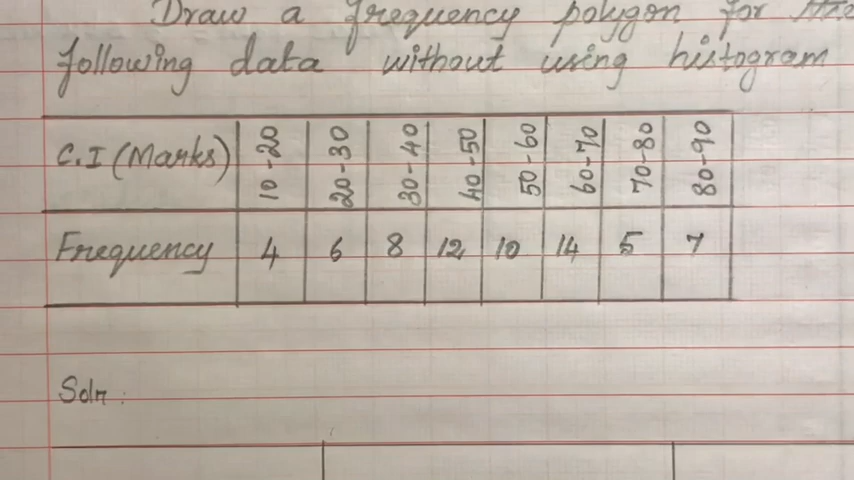 Draw a frequency polygon for the
following data without using histogram
C.I (Marks) 10-20 20-30 30-40 40-50 50-60 60-70 70-80 80-90
Frequency 4 6 8 12 10 14 5 7
Soln: